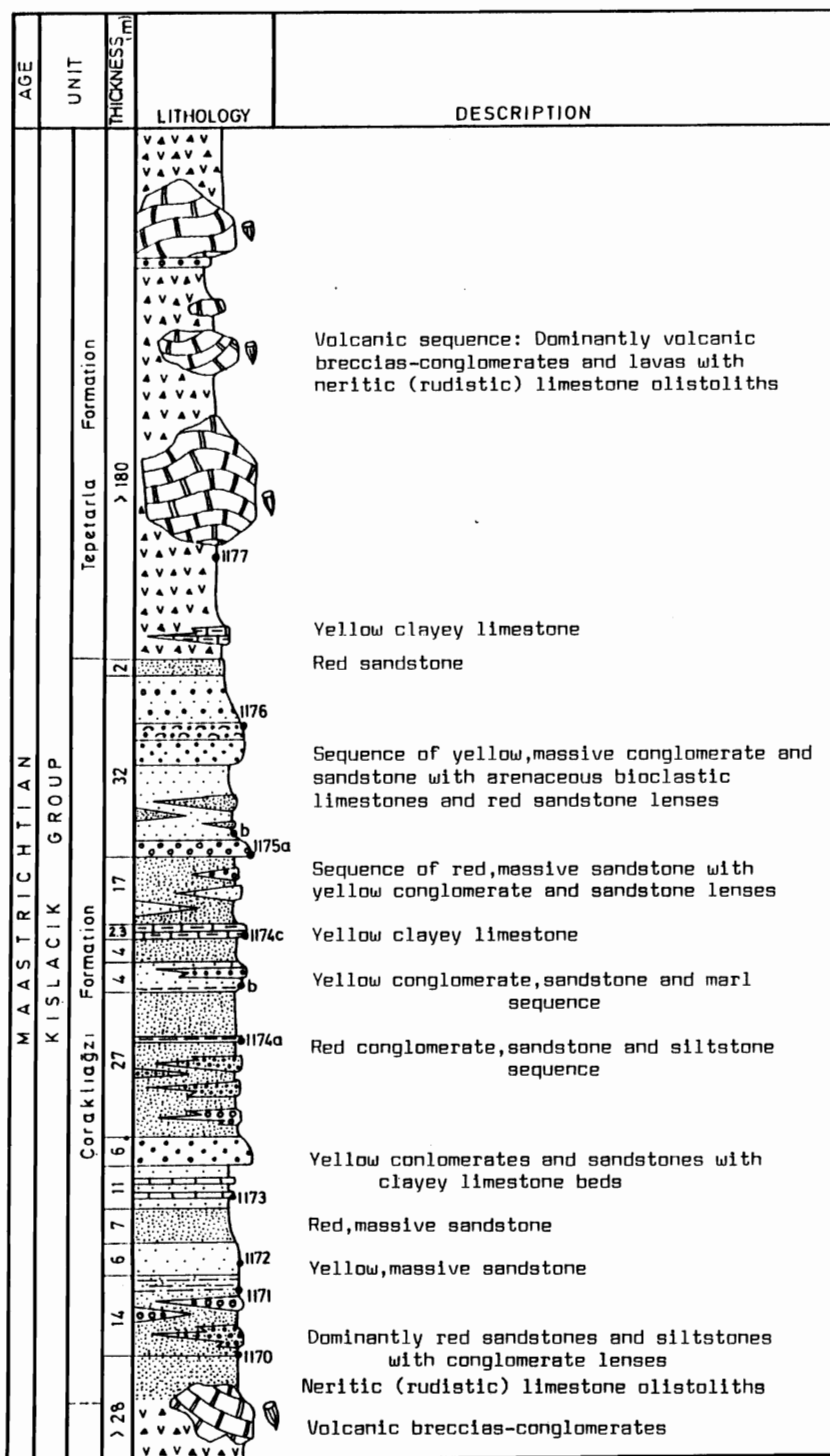 AGE
UNIT
THICKNESS (m)
LITHOLOGY
DESCRIPTION
MAASTRICHTIAN
KIŞLACIK GROUP
Tepetarla Formation
Çoraklıağzı Formation
> 180
2
32
17
2.3
4
4
27
6
11
7
6
14
> 28
1177
1176
b
1175a
1174c
b
1174a
1173
1172
1171
1170
Volcanic sequence: Dominantly volcanic
breccias-conglomerates and lavas with
neritic (rudistic) limestone olistoliths
Yellow clayey limestone
Red sandstone
Sequence of yellow,massive conglomerate and
sandstone with arenaceous bioclastic
limestones and red sandstone lenses
Sequence of red,massive sandstone with
yellow conglomerate and sandstone lenses
Yellow clayey limestone
Yellow conglomerate,sandstone and marl
sequence
Red conglomerate,sandstone and siltstone
sequence
Yellow conlomerates and sandstones with
clayey limestone beds
Red,massive sandstone
Yellow,massive sandstone
Dominantly red sandstones and siltstones
with conglomerate lenses
Neritic (rudistic) limestone olistoliths
Volcanic breccias-conglomerates